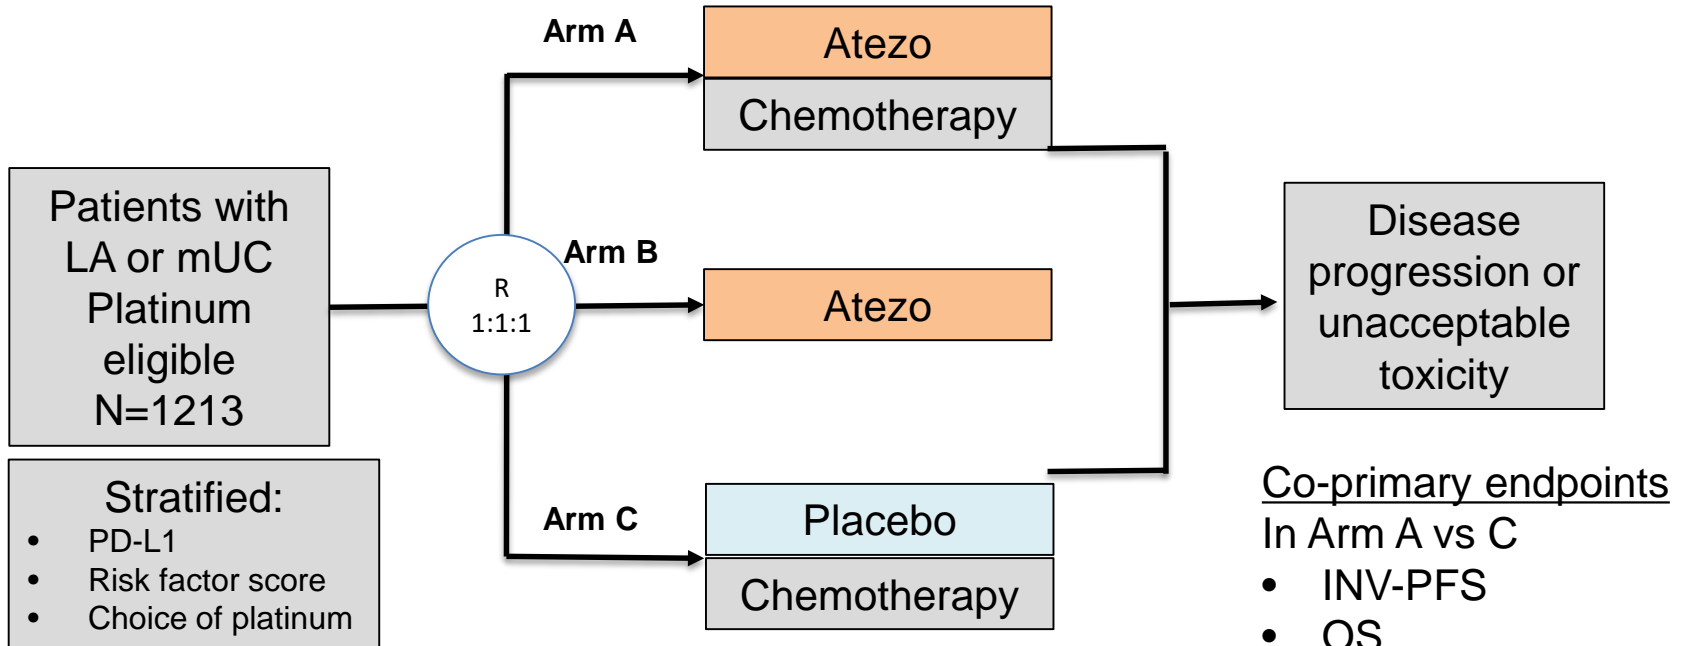 Arm A
Atezo
Chemotherapy
Patients with
LA or mUC
Platinum
eligible
N=1213
R
1:1:1
Arm B
Atezo
Disease
progression or
unacceptable
toxicity
Stratified:
• PD-L1
• Risk factor score
• Choice of platinum
Arm C
Placebo
Chemotherapy
Co-primary endpoints
In Arm A vs C
• INV-PFS
• OS